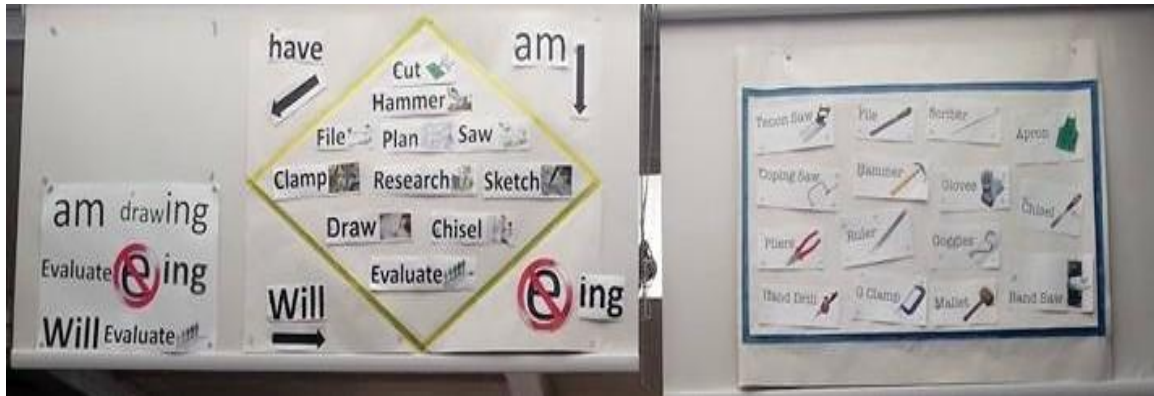 am drawing
Evaluate e ing
Will Evaluate
have
am
Cut
Hammer
File Plan Saw
Clamp Research Sketch
Draw Chisel
Evaluate
Will
e ing
Tenon Saw File Scriber Apron
Coping Saw Hammer Gloves Chisel
Pliers Ruler Goggles
Hand Drill G Clamp Mallet Band Saw